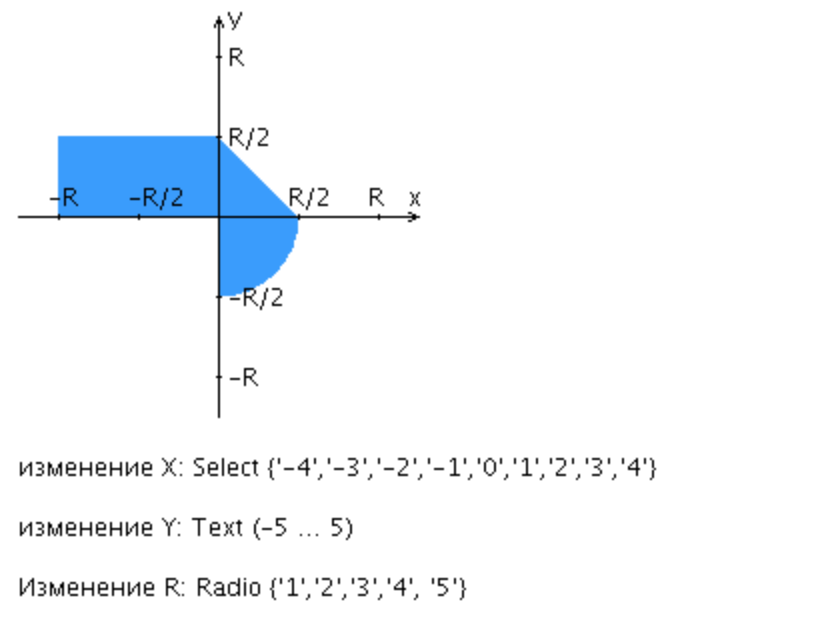 y
R
R/2
-R
-R/2
R/2
R
x
-R/2
-R
изменение X: Select {'-4','-3','-2','-1','0','1','2','3','4'}
изменение Y: Text (-5 ... 5)
Изменение R: Radio {'1','2','3','4', '5'}